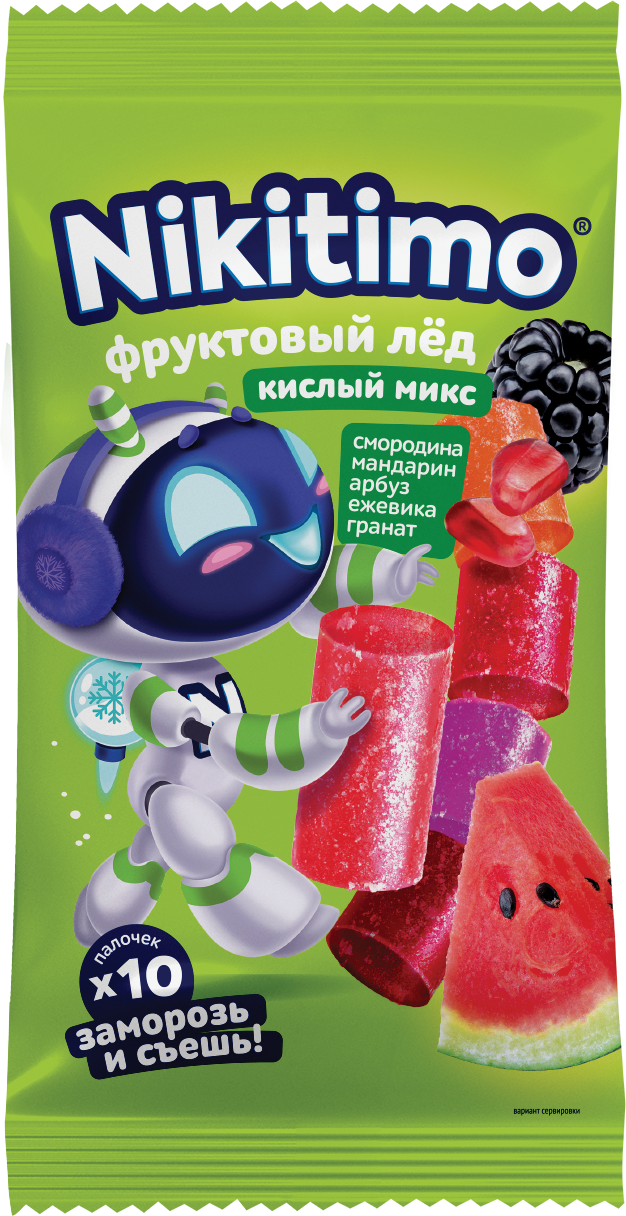 Nikitimo®
фруктовый лёд
кислый микс
смородина
мандарин
арбуз
ежевика
гранат
N
палочек
x10
заморозь
и съешь!
вариант сервировки